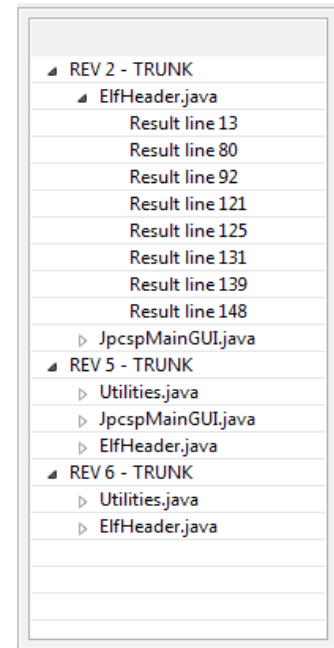 REV 2 - TRUNK
ElfHeader.java
Result line 13
Result line 80
Result line 92
Result line 121
Result line 125
Result line 131
Result line 139
Result line 148
JpcspMainGUI.java
REV 5 - TRUNK
Utilities.java
JpcspMainGUI.java
ElfHeader.java
REV 6 - TRUNK
Utilities.java
ElfHeader.java